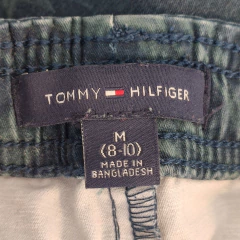 TOMMY HILFIGER
M
(8-10)
MADE IN
BANGLADESH